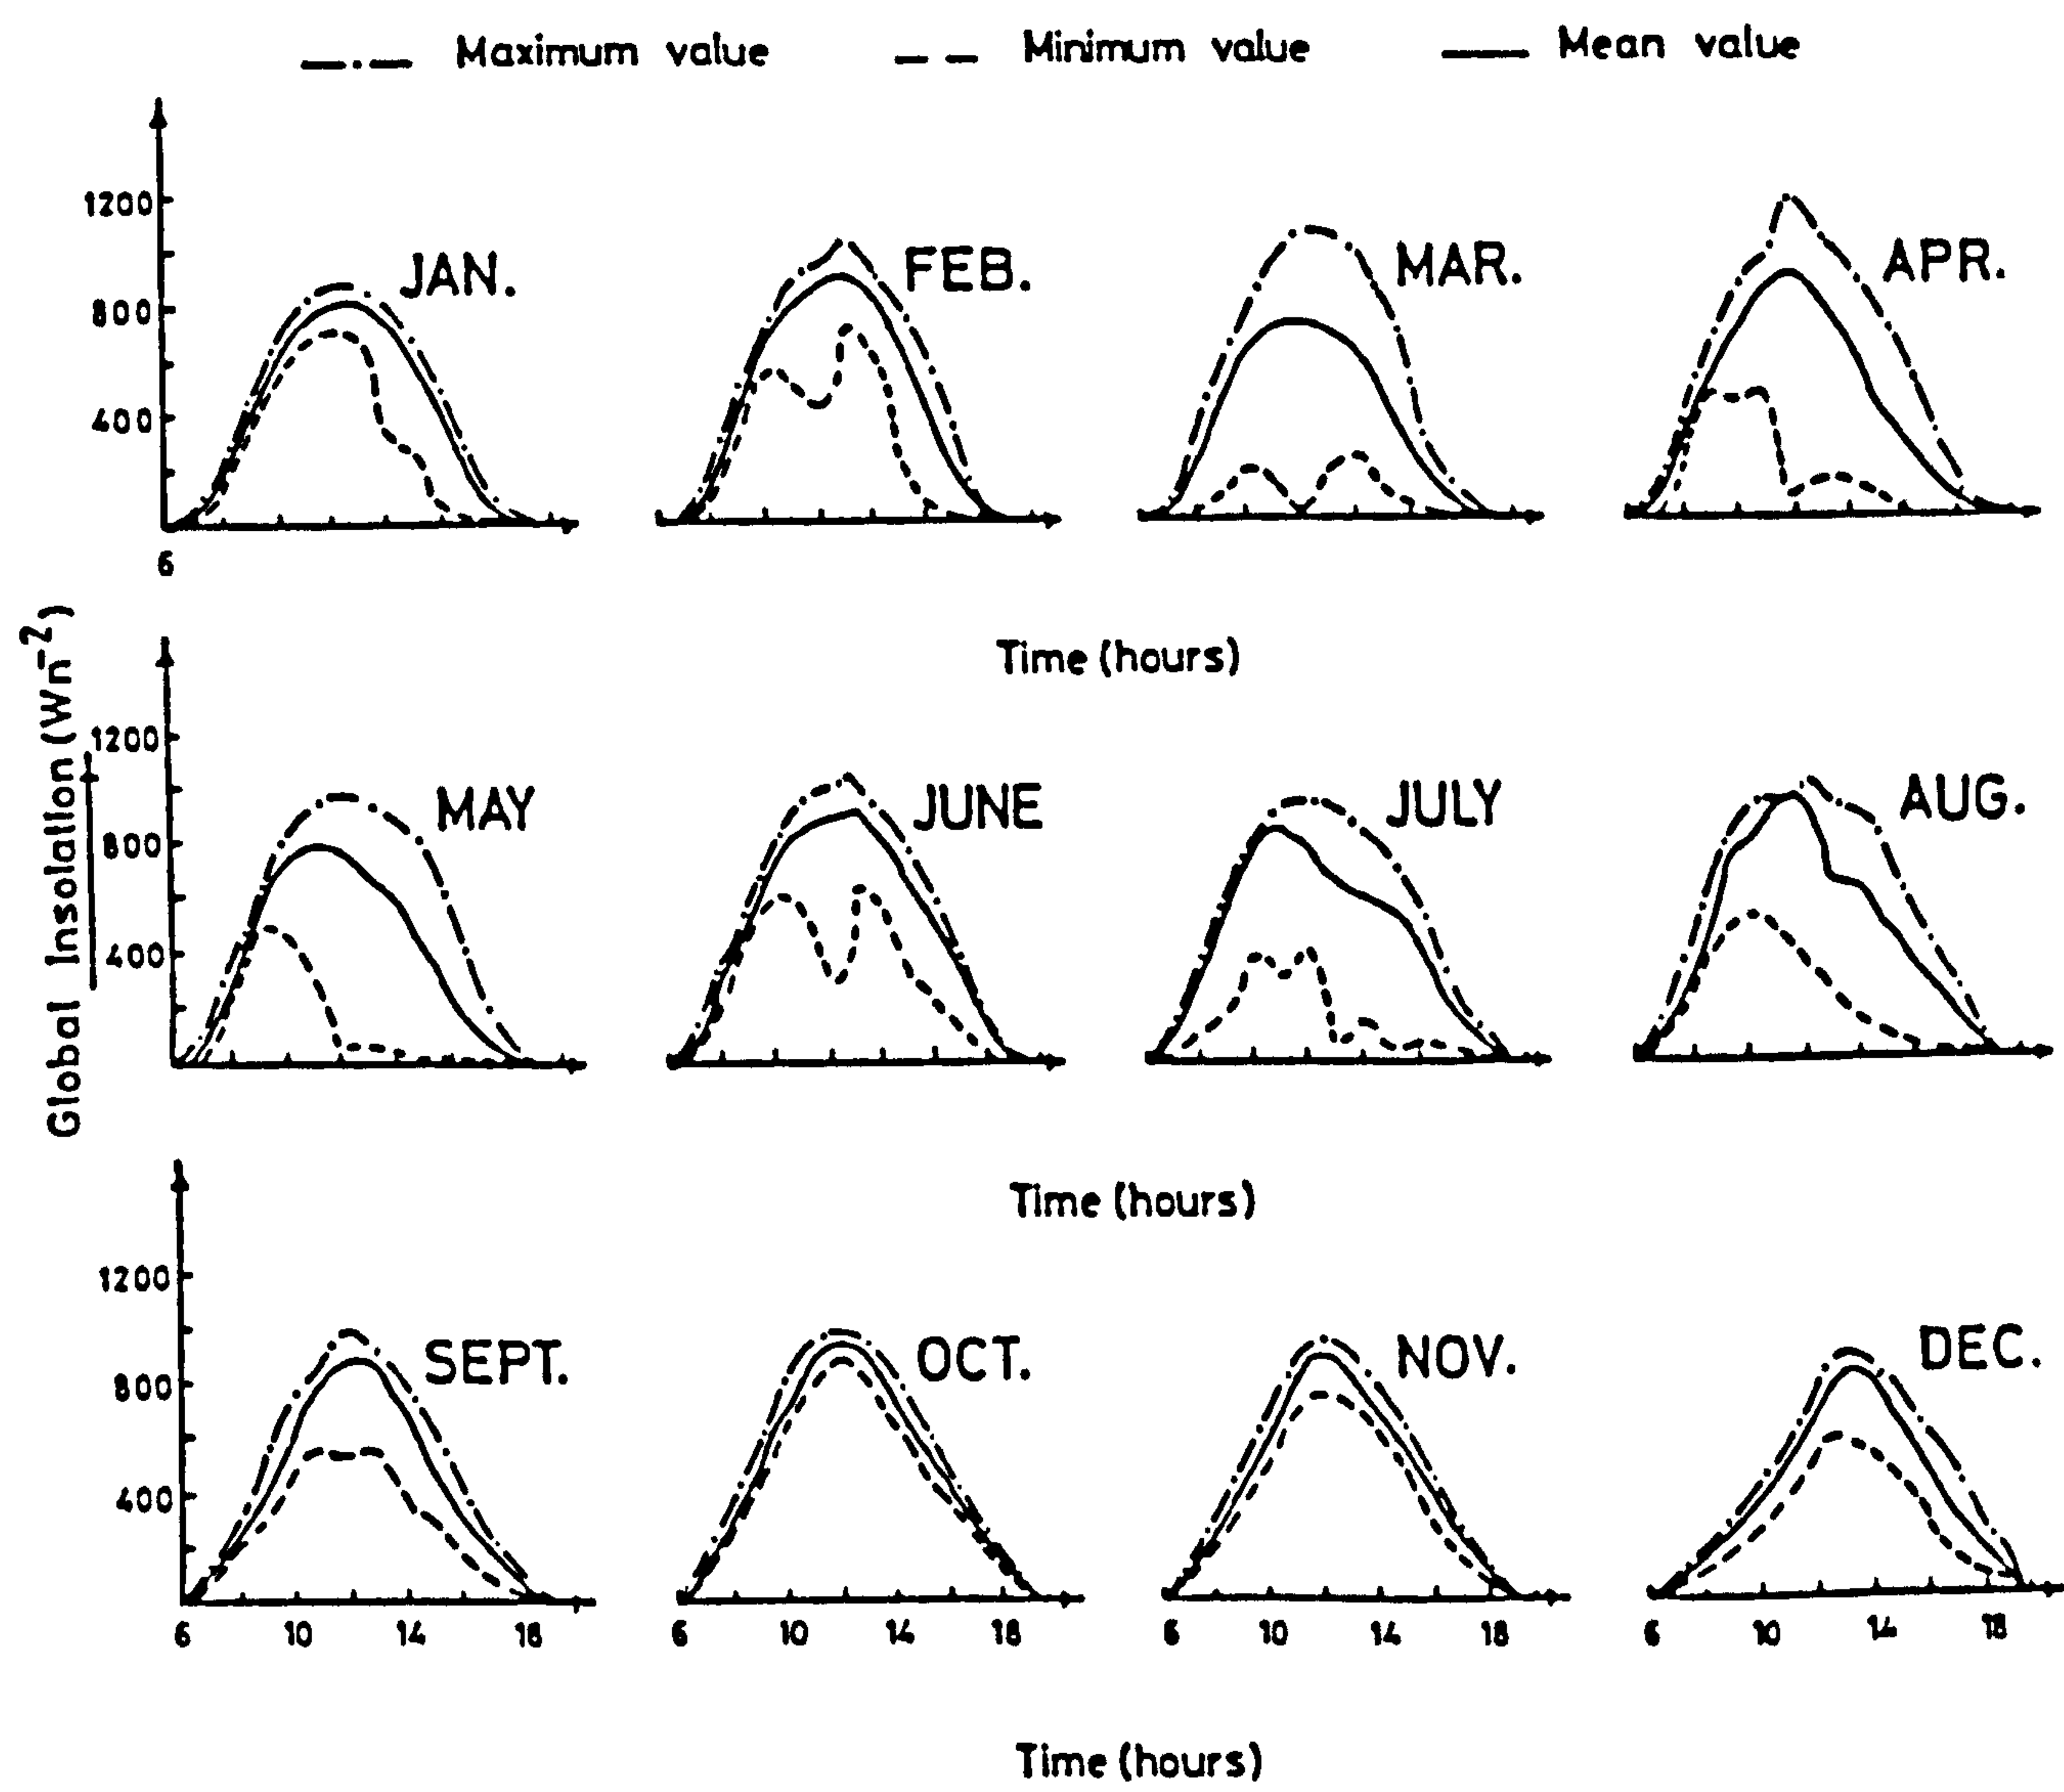 Maximum value Minimum value Mean value
1200
800
400
6
JAN. FEB. MAR. APR.
Time (hours)
Global Insolation (Wn⁻²)
1200
800
400
MAY JUNE JULY AUG.
Time (hours)
1200
800
400
SEPT. OCT. NOV. DEC.
6 10 14 18 6 10 14 18 6 10 14 18 6 10 14 18
Time (hours)